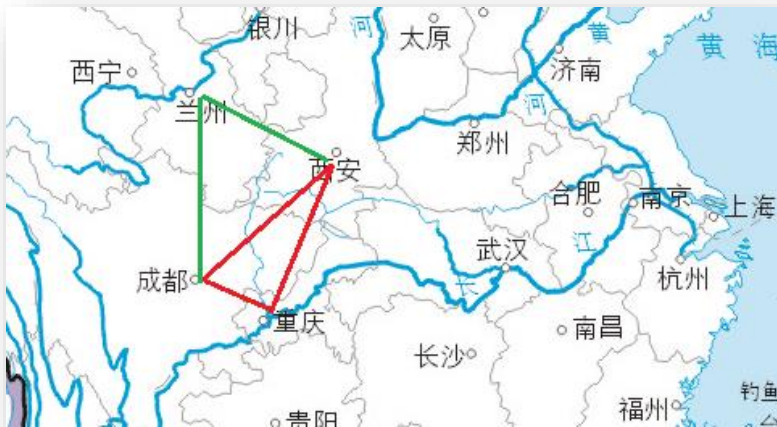 银川
河
太原
黄
黄 海
西宁
济南
兰州
河
郑州
西安
合肥
南京
上海
成都
武汉
江
杭州
长
重庆
南昌
长沙
钓鱼
福州
贵阳